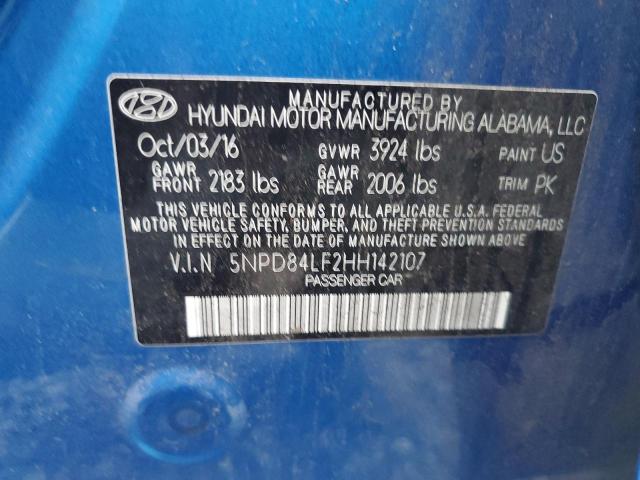 MANUFACTURED BY
HYUNDAI MOTOR MANUFACTURING ALABAMA, LLC
Oct/03/16 GVWR 3924 lbs PAINT US
GAWR FRONT 2183 lbs GAWR REAR 2006 lbs TRIM PK
THIS VEHICLE CONFORMS TO ALL APPLICABLE U.S.A. FEDERAL
MOTOR VEHICLE SAFETY, BUMPER, AND THEFT PREVENTION STANDARDS
IN EFFECT ON THE DATE OF MANUFACTURE SHOWN ABOVE.
V.I.N 5NPD84LF2HH142107
PASSENGER CAR